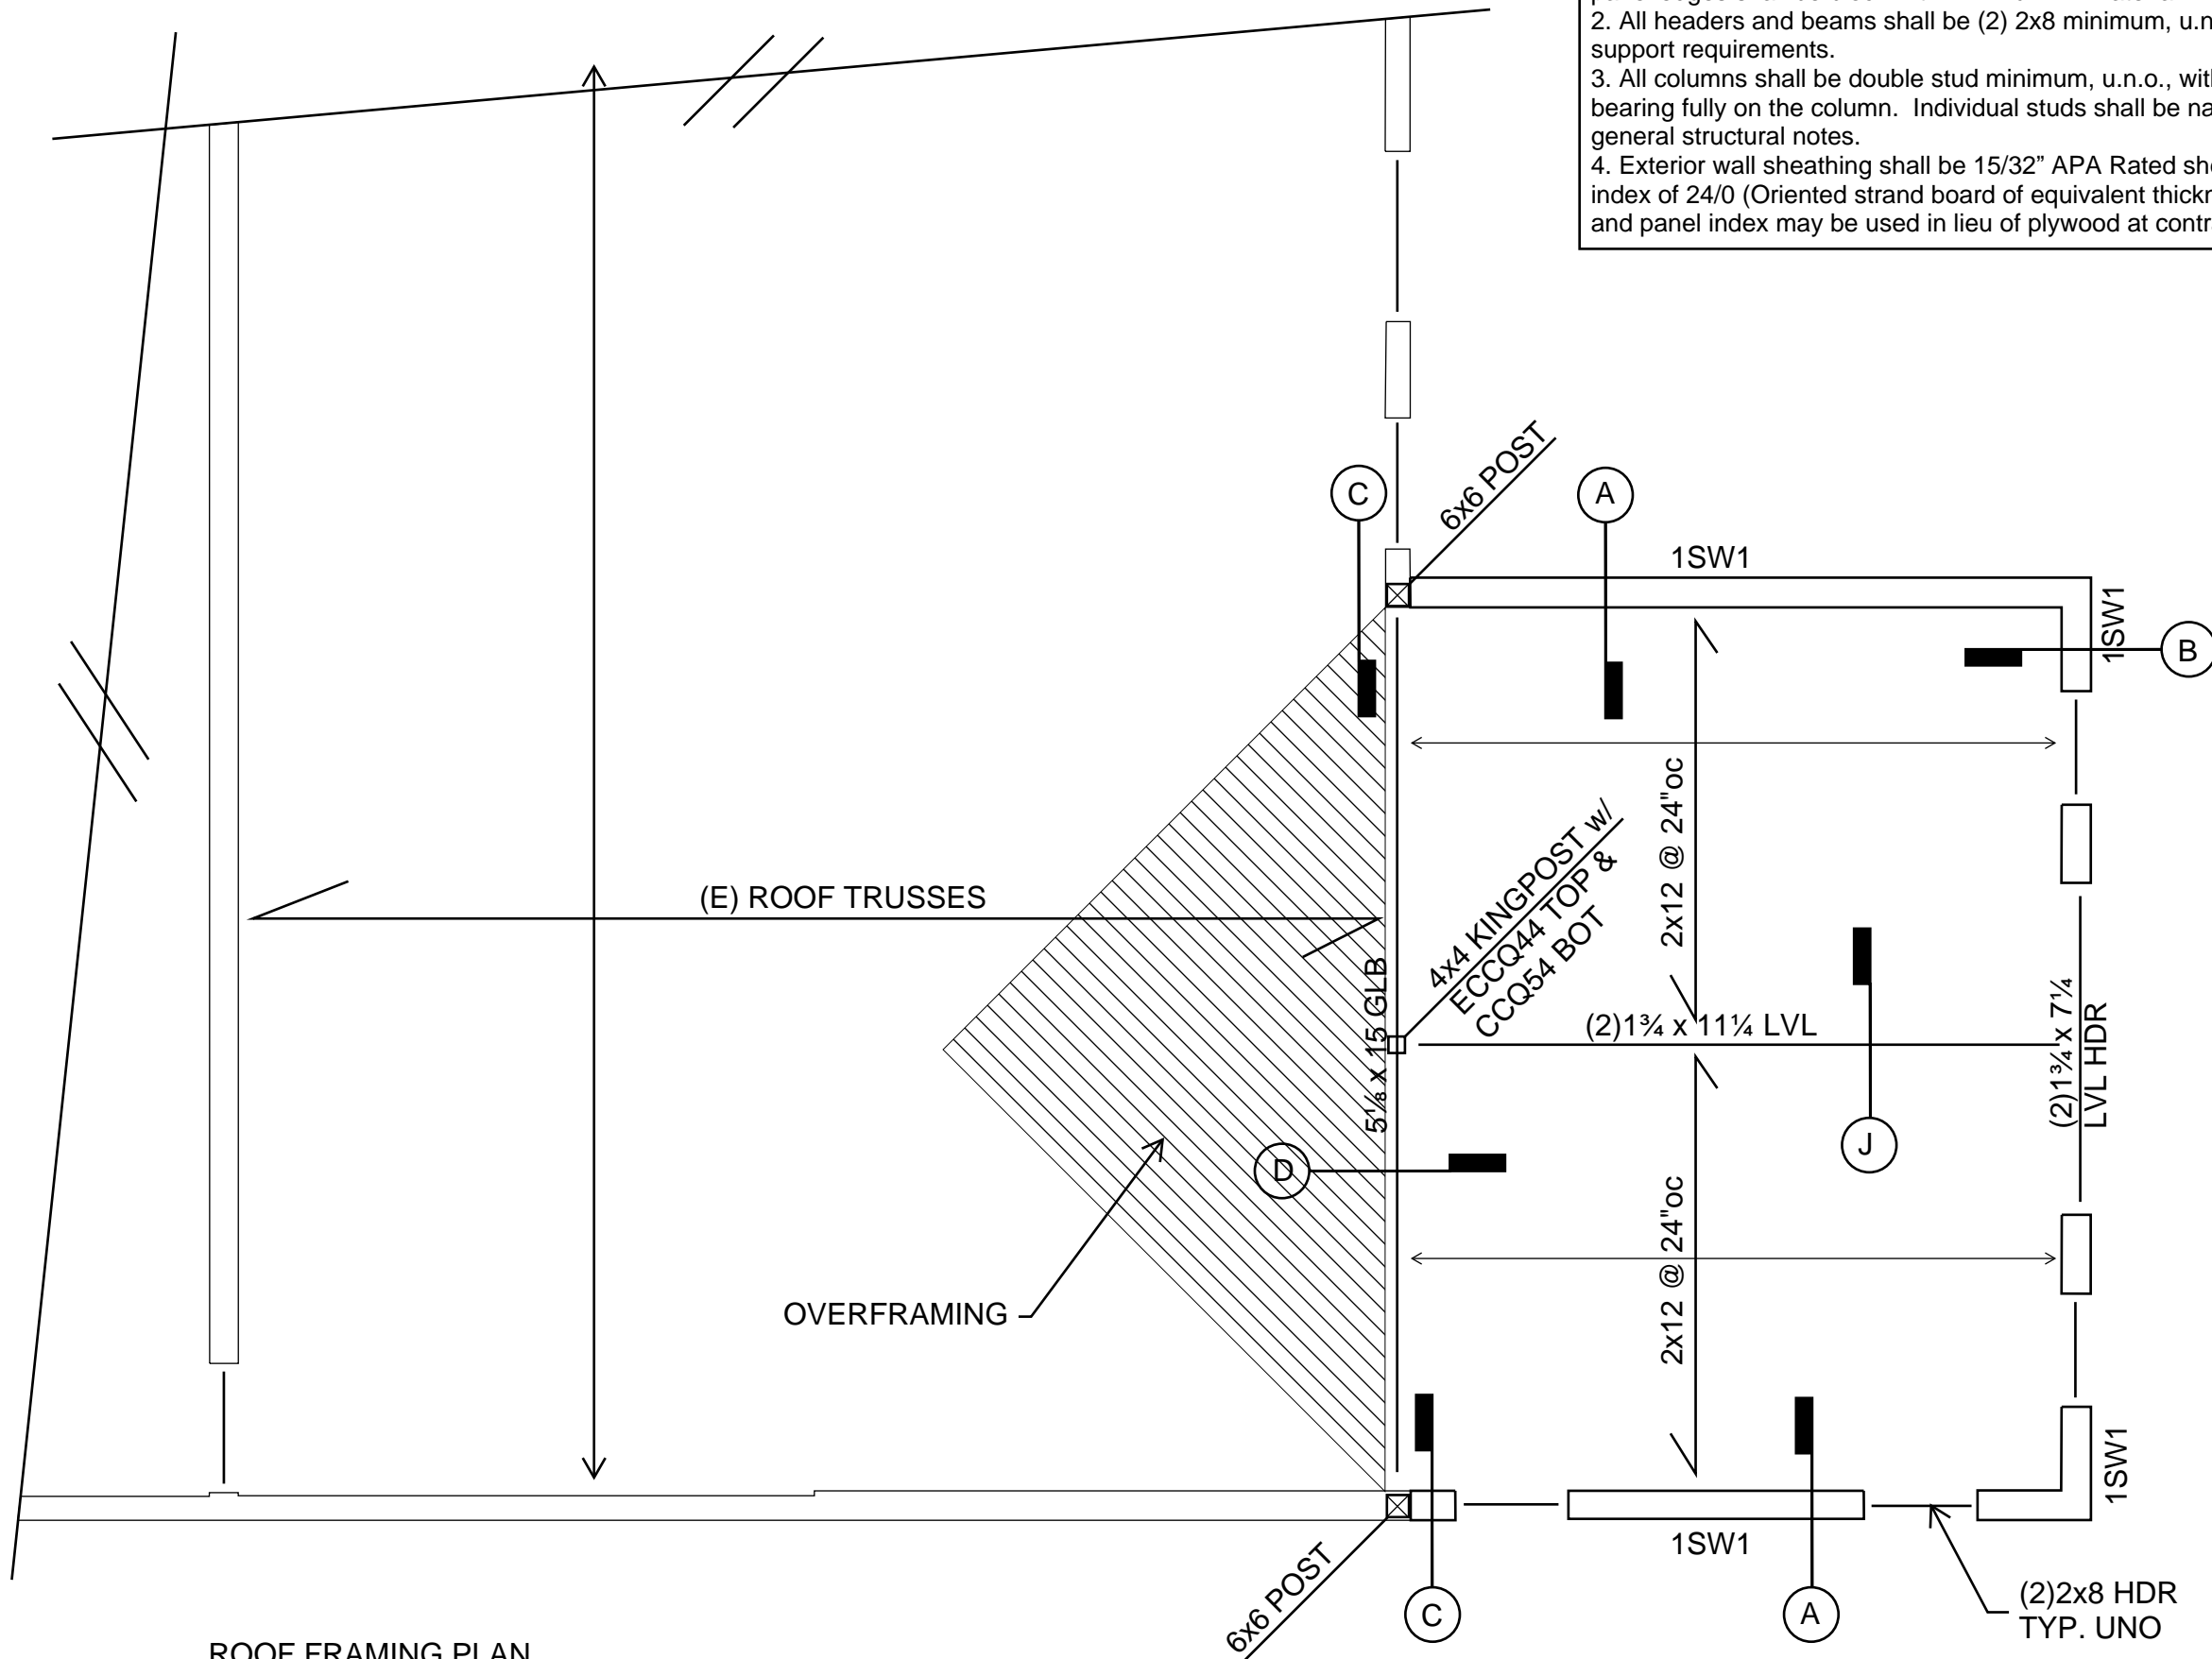 2. All headers and beams shall be (2) 2x8 minimum, u.n
support requirements.
3. All columns shall be double stud minimum, u.n.o., with
bearing fully on the column. Individual studs shall be na
general structural notes.
4. Exterior wall sheathing shall be 15/32” APA Rated she
index of 24/0 (Oriented strand board of equivalent thickn
and panel index may be used in lieu of plywood at contr
C
6x6 POST
A
1SW1
1SW1
B
2x12 @ 24"oc
(E) ROOF TRUSSES
4x4 KINGPOST w/
ECCQ44 TOP &
CCQ54 BOT
5⅛ x 15 GLB
(2)1¾ x 11¼ LVL
(2)1¾ x 7¼
LVL HDR
J
D
2x12 @ 24"oc
OVERFRAMING
1SW1
1SW1
6x6 POST
C
A
(2)2x8 HDR
TYP. UNO
ROOF FRAMING PLAN